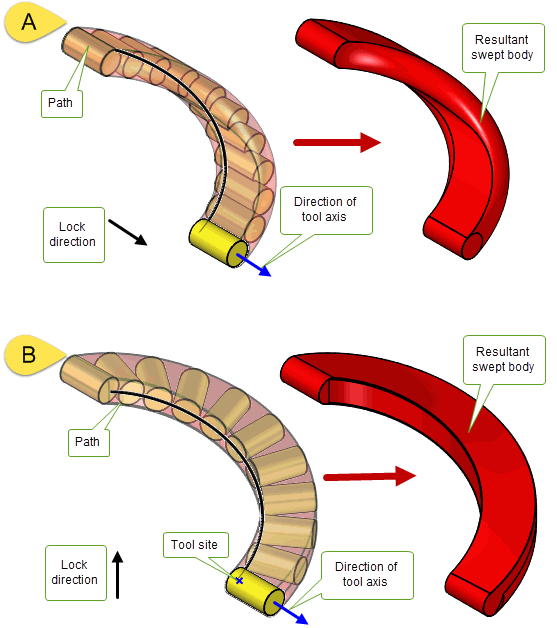 A
Resultant
swept body
Path
Direction of
tool axis
Lock
direction
B
Resultant
swept body
Path
Tool site
Lock
direction
Direction of
tool axis